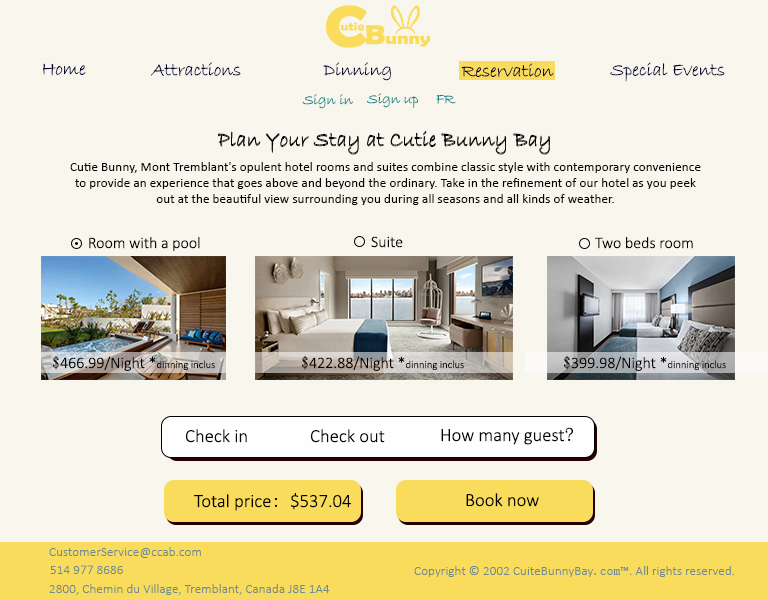 Cutie Bunny
Home Attractions Dinning Reservation Special Events
Sign in Sign up FR
Plan Your Stay at Cutie Bunny Bay
Cutie Bunny, Mont Tremblant's opulent hotel rooms and suites combine classic style with contemporary convenience
to provide an experience that goes above and beyond the ordinary. Take in the refinement of our hotel as you peek
out at the beautiful view surrounding you during all seasons and all kinds of weather.
Room with a pool Suite Two beds room
$466.99/Night *dinning inclus $422.88/Night *dinning inclus $399.98/Night *dinning inclus
Check in Check out How many guest?
Total price: $537.04 Book now
CustomerService@ccab.com
514 977 8686
Copyright © 2002 CuiteBunnyBay. com™. All rights reserved.
2800, Chemin du Village, Tremblant, Canada J8E 1A4